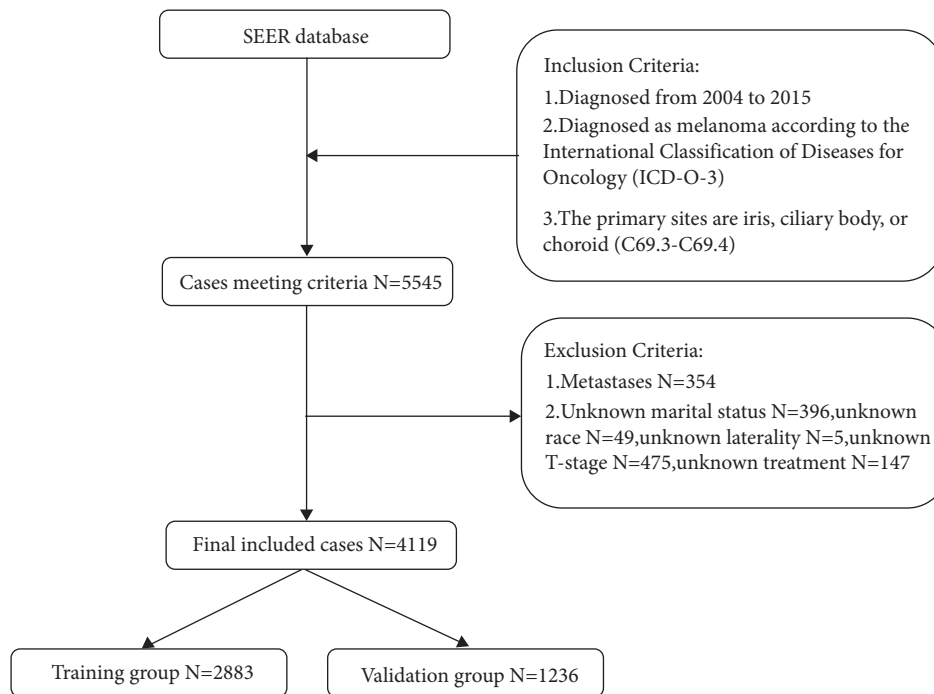 SEER database
Inclusion Criteria:
1.Diagnosed from 2004 to 2015
2.Diagnosed as melanoma according to the
International Classification of Diseases for
Oncology (ICD-O-3)
3.The primary sites are iris, ciliary body, or
choroid (C69.3-C69.4)
Cases meeting criteria N=5545
Exclusion Criteria:
1.Metastases N=354
2.Unknown marital status N=396,unknown
race N=49,unknown laterality N=5,unknown
T-stage N=475,unknown treatment N=147
Final included cases N=4119
Training group N=2883
Validation group N=1236